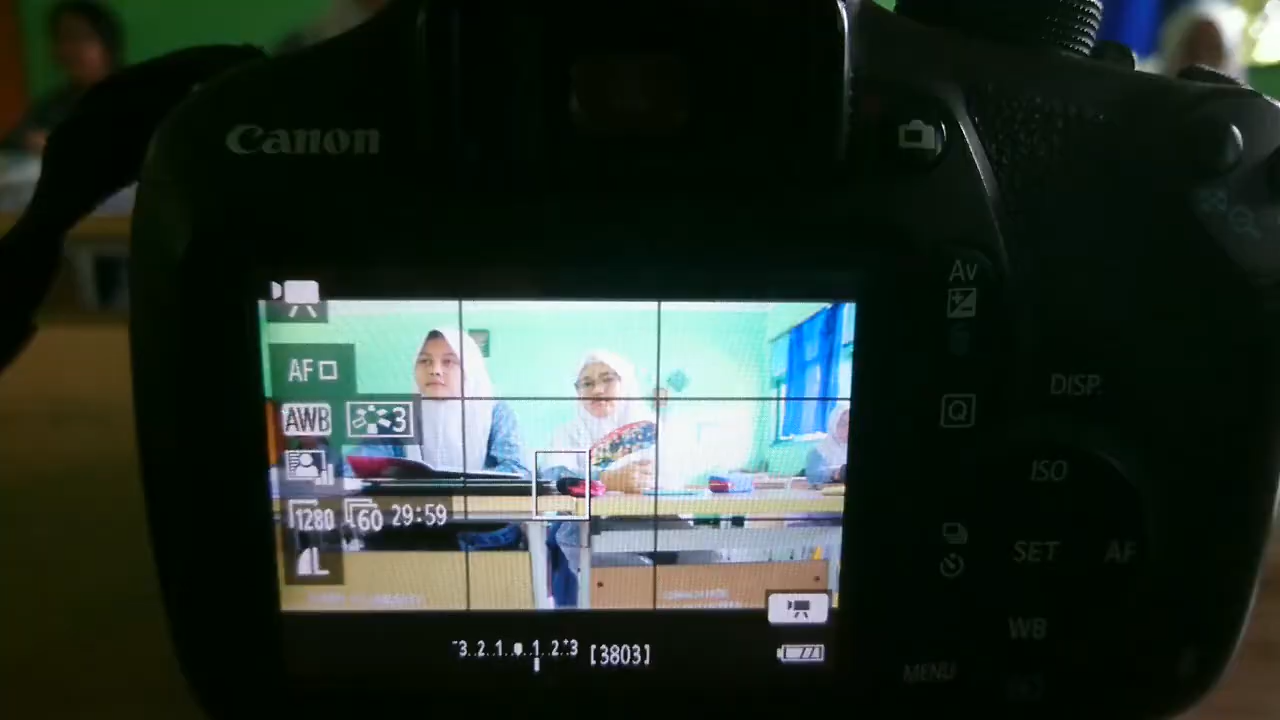 Canon
Av
AF
DISP.
AWB 3
Q
ISO
1280 60 29:59
L
SET AF
WB
-3..2..1..0..1..2..+3 [3803]
MENU